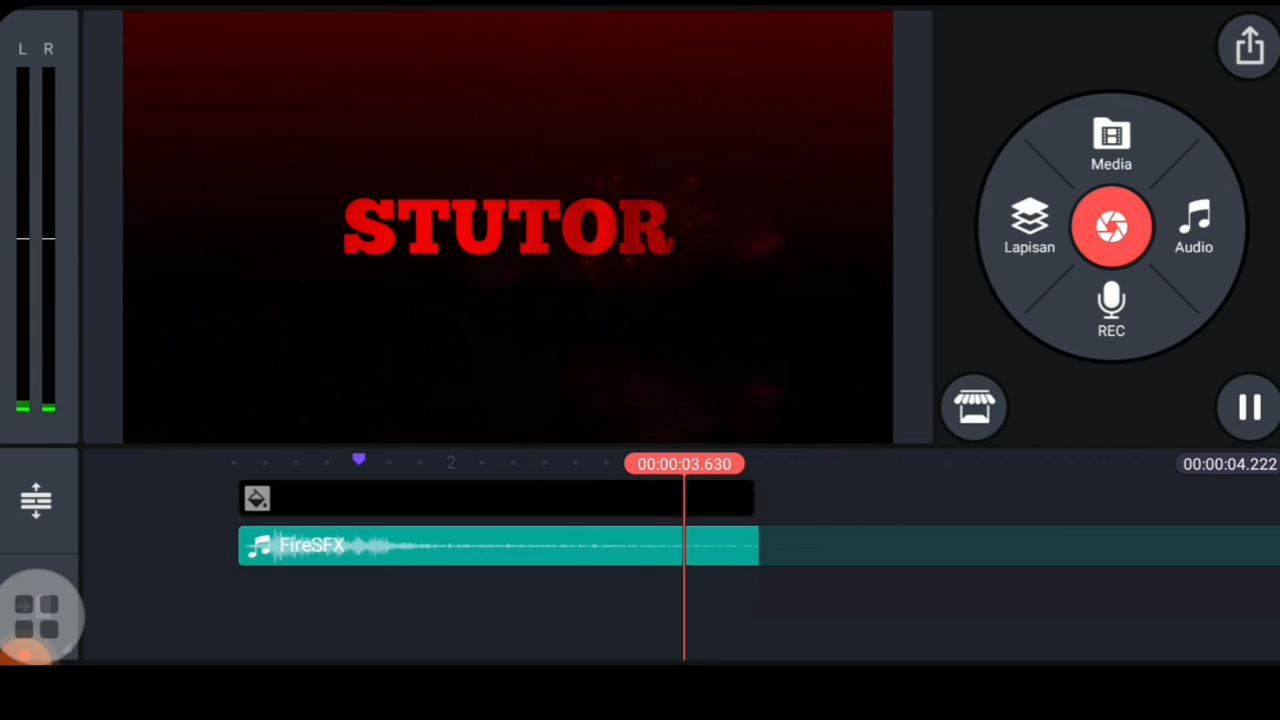 L R
STUTOR
Media
Lapisan
Audio
REC
2
00:00:03.630
00:00:04.222
FireSFX